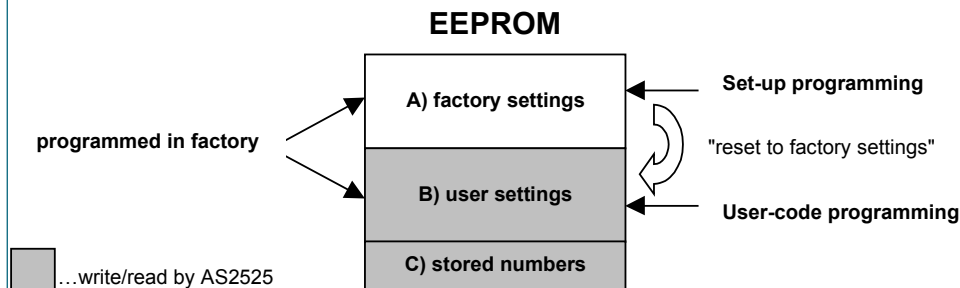 EEPROM
A) factory settings
Set-up programming
programmed in factory
"reset to factory settings"
B) user settings
User-code programming
C) stored numbers
…write/read by AS2525